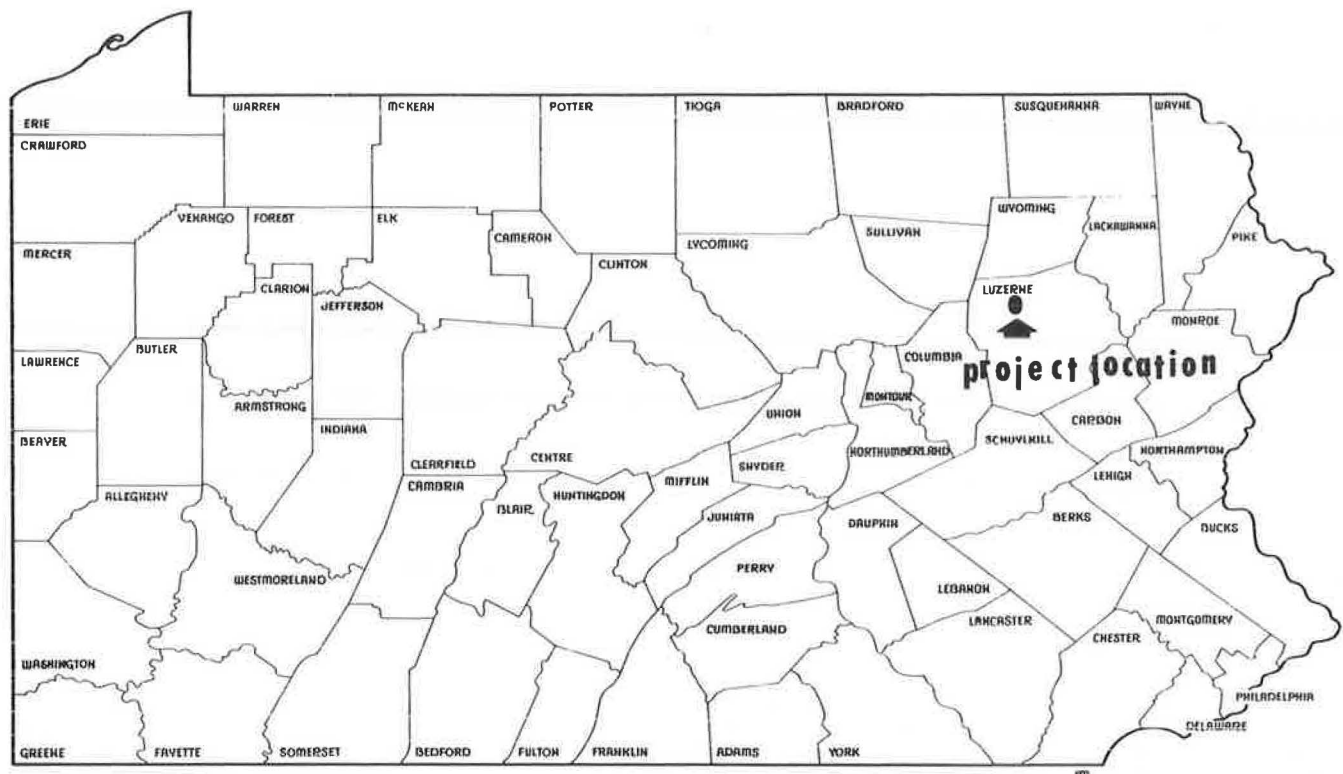 WARREN
McKEAN
POTTER
TIOGA
BRADFORD
SUSQUEHANNA
WAYNE
ERIE
CRAWFORD
VENANGO
FOREST
ELK
CAMERON
WYOMING
LACKAWANNA
PIKE
MERCER
LYCOMING
SULLIVAN
CLINTON
CLARION
JEFFERSON
LUZERNE
MONROE
BUTLER
LAWRENCE
COLUMBIA
project location
ARMSTRONG
MONTOUR
UNION
CARBON
BEAVER
INDIANA
CENTRE
CLEARFIELD
SNYDER
NORTHUMBERLAND
SCHUYLKILL
NORTHAMPTON
LEHIGH
ALLEGHENY
CAMBRIA
HUNTINGDON
MIFFLIN
BLAIR
JUNIATA
DAUPHIN
BERKS
BUCKS
WESTMORELAND
PERRY
LEBANON
CUMBERLAND
LANCASTER
MONTGOMERY
CHESTER
WASHINGTON
PHILADELPHIA
DELAWARE
GREENE
FAYETTE
SOMERSET
BEDFORD
FULTON
FRANKLIN
ADAMS
YORK